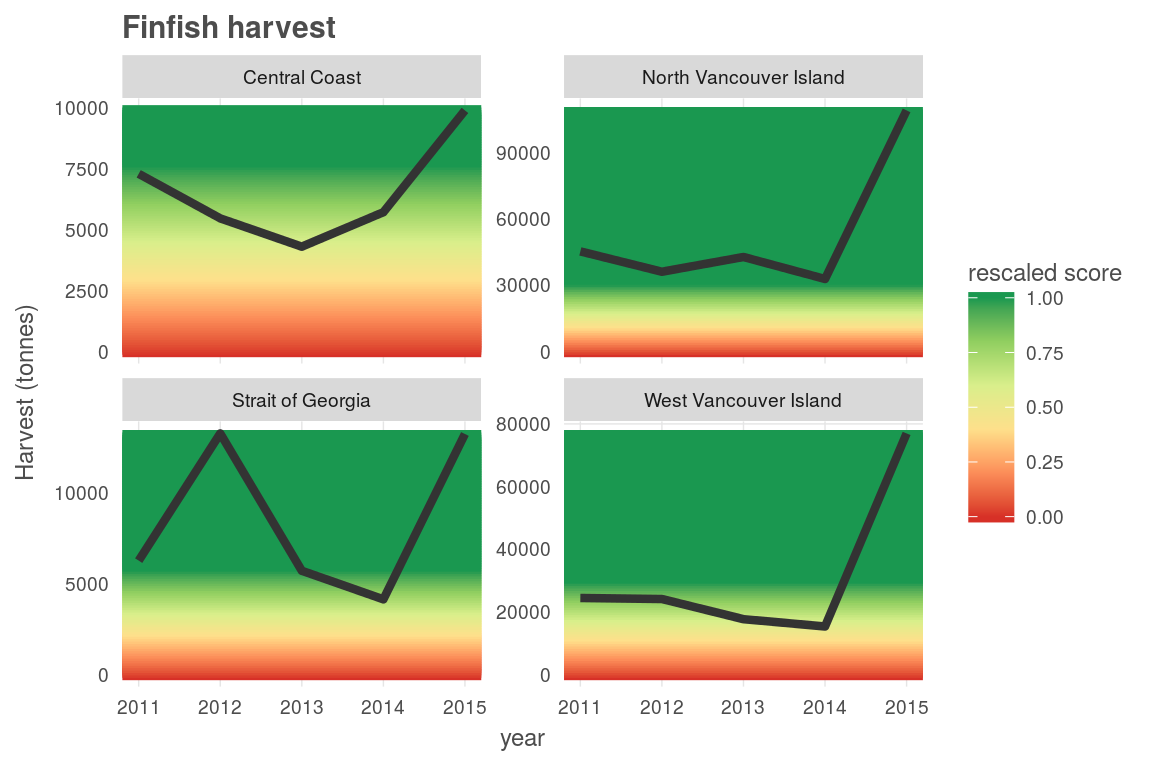 Finfish harvest
Central Coast
North Vancouver Island
10000
7500
5000
2500
0
90000
60000
30000
0
Strait of Georgia
West Vancouver Island
10000
5000
0
80000
60000
40000
20000
0
2011 2012 2013 2014 2015
2011 2012 2013 2014 2015
year
Harvest (tonnes)
rescaled score
1.00
0.75
0.50
0.25
0.00